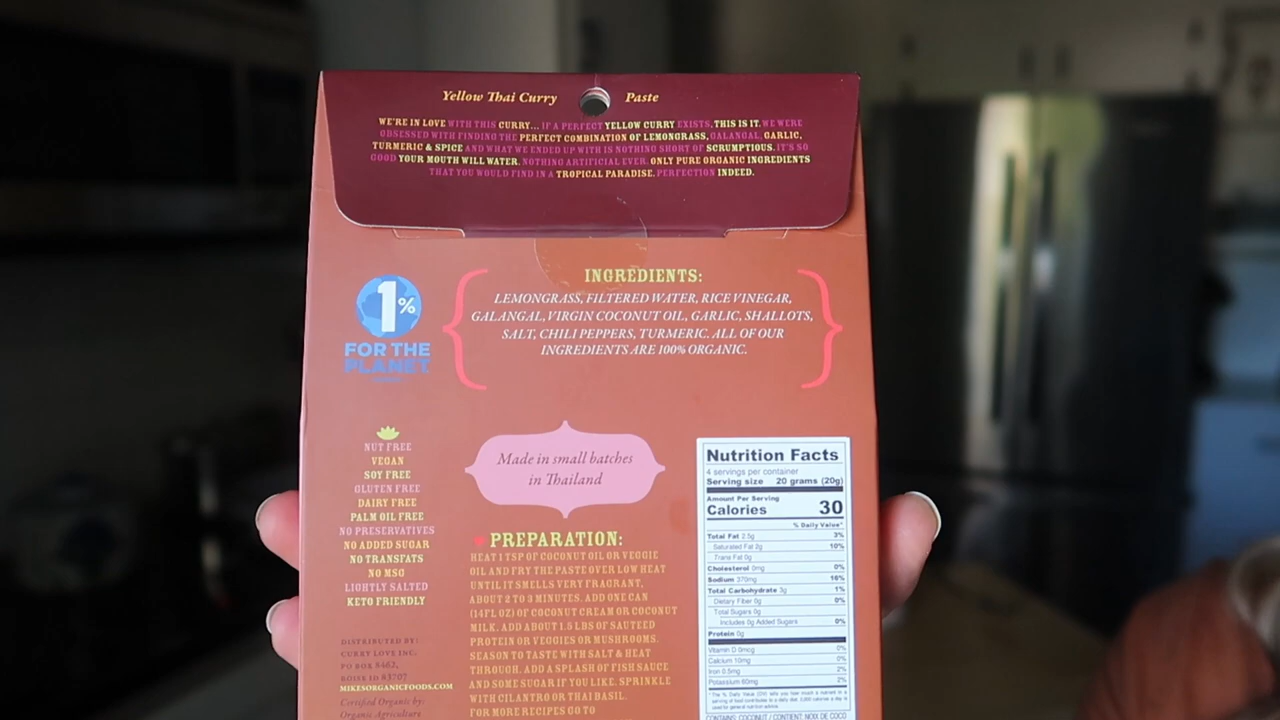 Yellow Thai Curry Paste
WE'RE IN LOVE WITH THIS CURRY... IF A PERFECT YELLOW CURRY EXISTS, THIS IS IT. WE WERE
OBSESSED WITH FINDING THE PERFECT COMBINATION OF LEMONGRASS, GALANGAL, GARLIC,
TURMERIC & SPICE AND WHAT WE ENDED UP WITH IS NOTHING SHORT OF SCRUMPTIOUS. IT'S SO
GOOD YOUR MOUTH WILL WATER. NOTHING ARTIFICIAL EVER. ONLY PURE ORGANIC INGREDIENTS
THAT YOU WOULD FIND IN A TROPICAL PARADISE. PERFECTION INDEED.
INGREDIENTS:
LEMONGRASS, FILTERED WATER, RICE VINEGAR,
GALANGAL, VIRGIN COCONUT OIL, GARLIC, SHALLOTS,
SALT, CHILI PEPPERS, TURMERIC. ALL OF OUR
INGREDIENTS ARE 100% ORGANIC.
1%
FOR THE
PLANET
NUT FREE
VEGAN
SOY FREE
GLUTEN FREE
DAIRY FREE
PALM OIL FREE
NO PRESERVATIVES
NO ADDED SUGAR
NO TRANSFATS
NO MSG
LIGHTLY SALTED
KETO FRIENDLY
DISTRIBUTED BY:
CURRY LOVE INC.
PO BOX 8462,
BOISE ID 83707
MIKESORGANICFOODS.COM
Certified Organic by:
Organic Agriculture
Made in small batches
in Thailand
PREPARATION:
HEAT 1 TSP OF COCONUT OIL OR VEGGIE
OIL AND FRY THE PASTE OVER LOW HEAT
UNTIL IT SMELLS VERY FRAGRANT,
ABOUT 2 TO 3 MINUTES. ADD ONE CAN
(14FL OZ) OF COCONUT CREAM OR COCONUT
MILK. ADD ABOUT 1.5 LBS OF SAUTEED
PROTEIN OR VEGGIES OR MUSHROOMS.
SEASON TO TASTE WITH SALT & HEAT
THROUGH. ADD A SPLASH OF FISH SAUCE
AND SOME SUGAR IF YOU LIKE. SPRINKLE
WITH CILANTRO OR THAI BASIL.
FOR MORE RECIPES GO TO
Nutrition Facts
4 servings per container
Serving size 20 grams (20g)
Amount Per Serving
Calories 30
% Daily Value*
Total Fat 2.5g 3%
Saturated Fat 2g 10%
Trans Fat 0g
Cholesterol 0mg 0%
Sodium 370mg 16%
Total Carbohydrate 3g 1%
Dietary Fiber 0g 0%
Total Sugars 0g
Includes 0g Added Sugars 0%
Protein 0g
Vitamin D 0mcg 0%
Calcium 10mg 0%
Iron 0.5mg 2%
Potassium 60mg 2%
* The % Daily Value (DV) tells you how much a nutrient in a
serving of food contributes to a daily diet. 2,000 calories a day is
used for general nutrition advice.
CONTAINS: COCONUT / CONTIENT: NOIX DE COCO